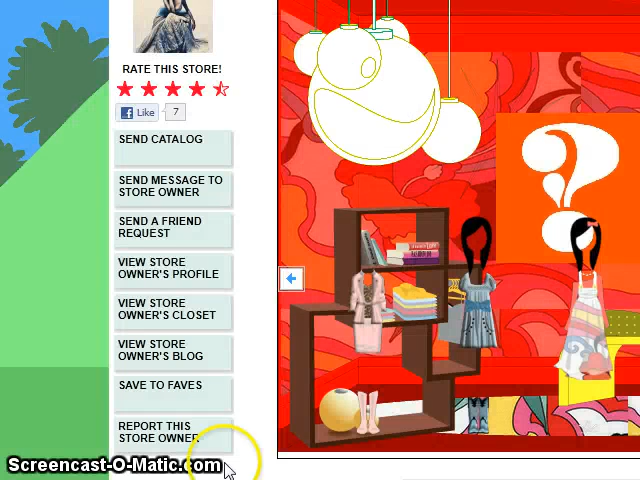 RATE THIS STORE!
Like 7
SEND CATALOG
SEND MESSAGE TO
STORE OWNER
SEND A FRIEND
REQUEST
VIEW STORE
OWNER'S PROFILE
VIEW STORE
OWNER'S CLOSET
VIEW STORE
OWNER'S BLOG
SAVE TO FAVES
REPORT THIS
STORE OWNER
?
Screencast-O-Matic.com